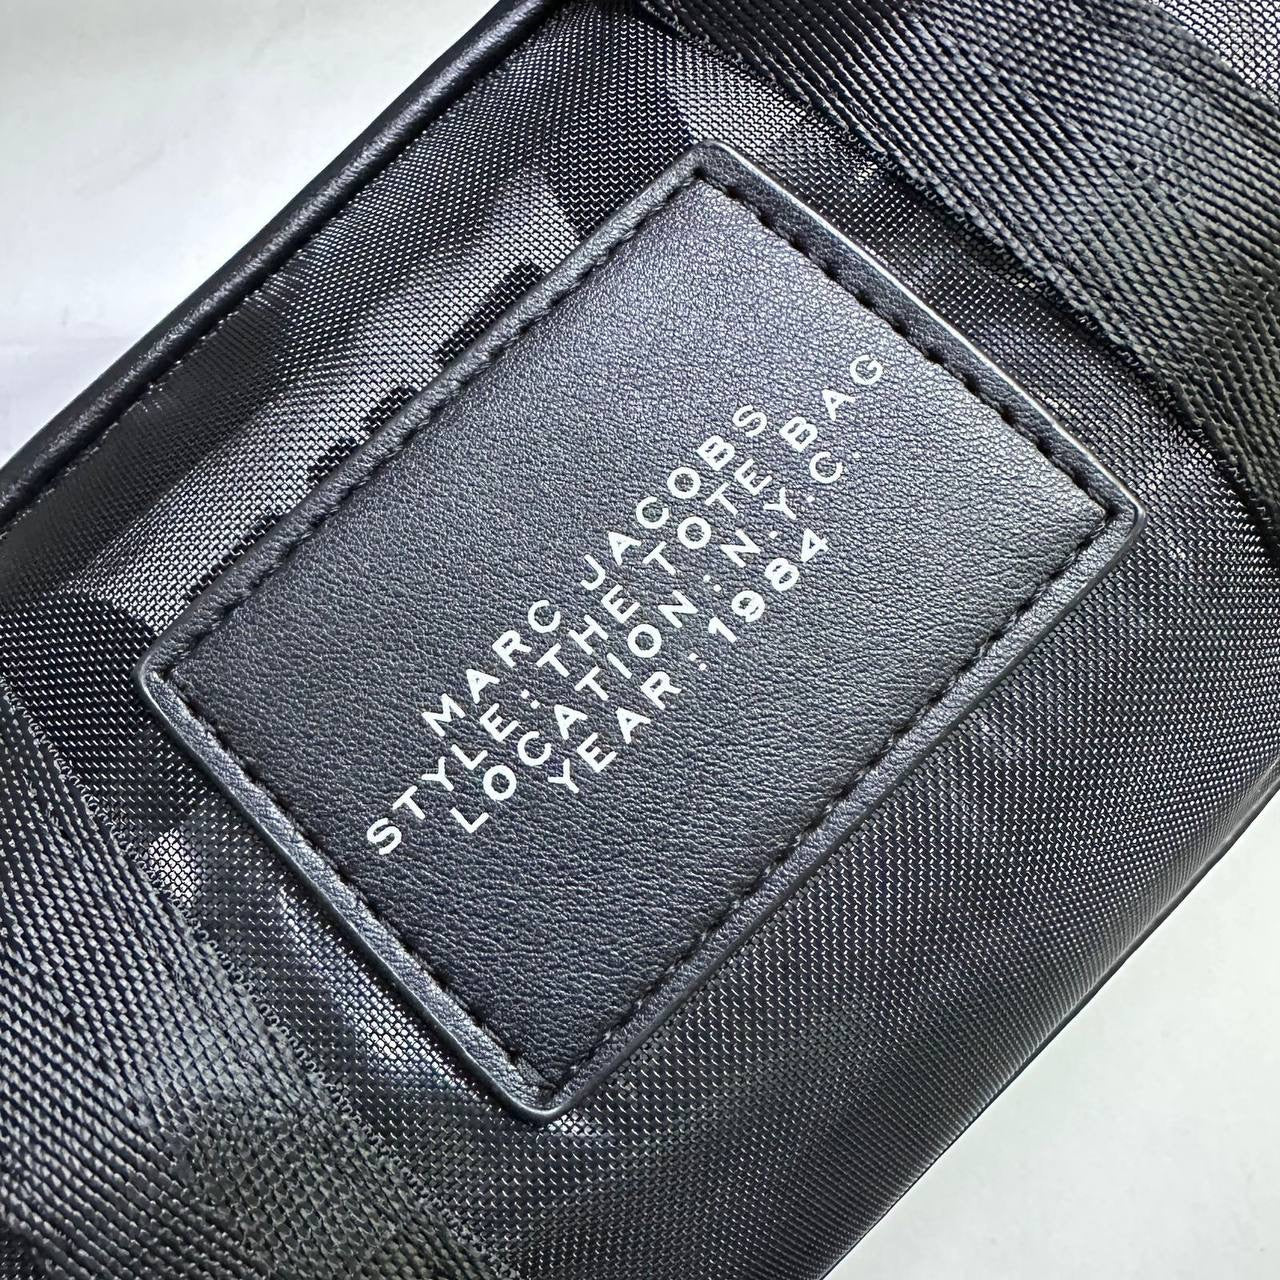 MARC JACOBS
STYLE: THE TOTE BAG
LOCATION: N.Y.C.
YEAR: 1984